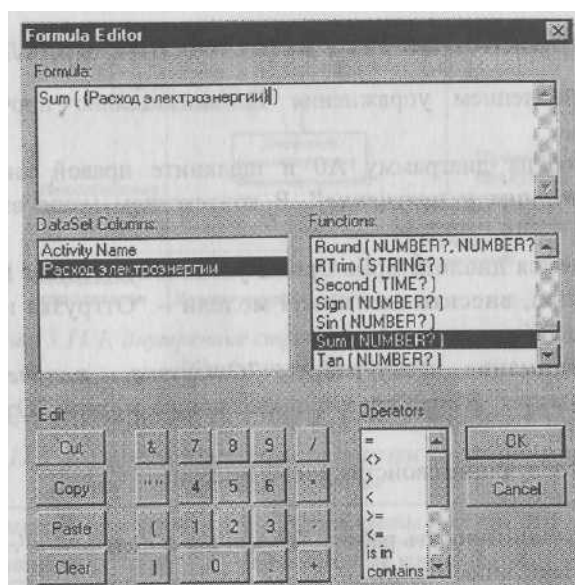 Formula Editor
Formula:
Sum ( {Расход электроэнергии} )
DataSet Columns:
Activity Name
Расход электроэнергии
Functions:
Round ( NUMBER?, NUMBER?
RTrim ( STRING? )
Second ( TIME? )
Sign ( NUMBER? )
Sin ( NUMBER? )
Sum ( NUMBER? )
Tan ( NUMBER? )
Edit
Cut
Copy
Paste
Clear
& 7 8 9 /
"" 4 5 6 *
( 1 2 3 -
) 0 . +
Operators
=
<>
>
<
>=
<=
is in
contains
OK
Cancel